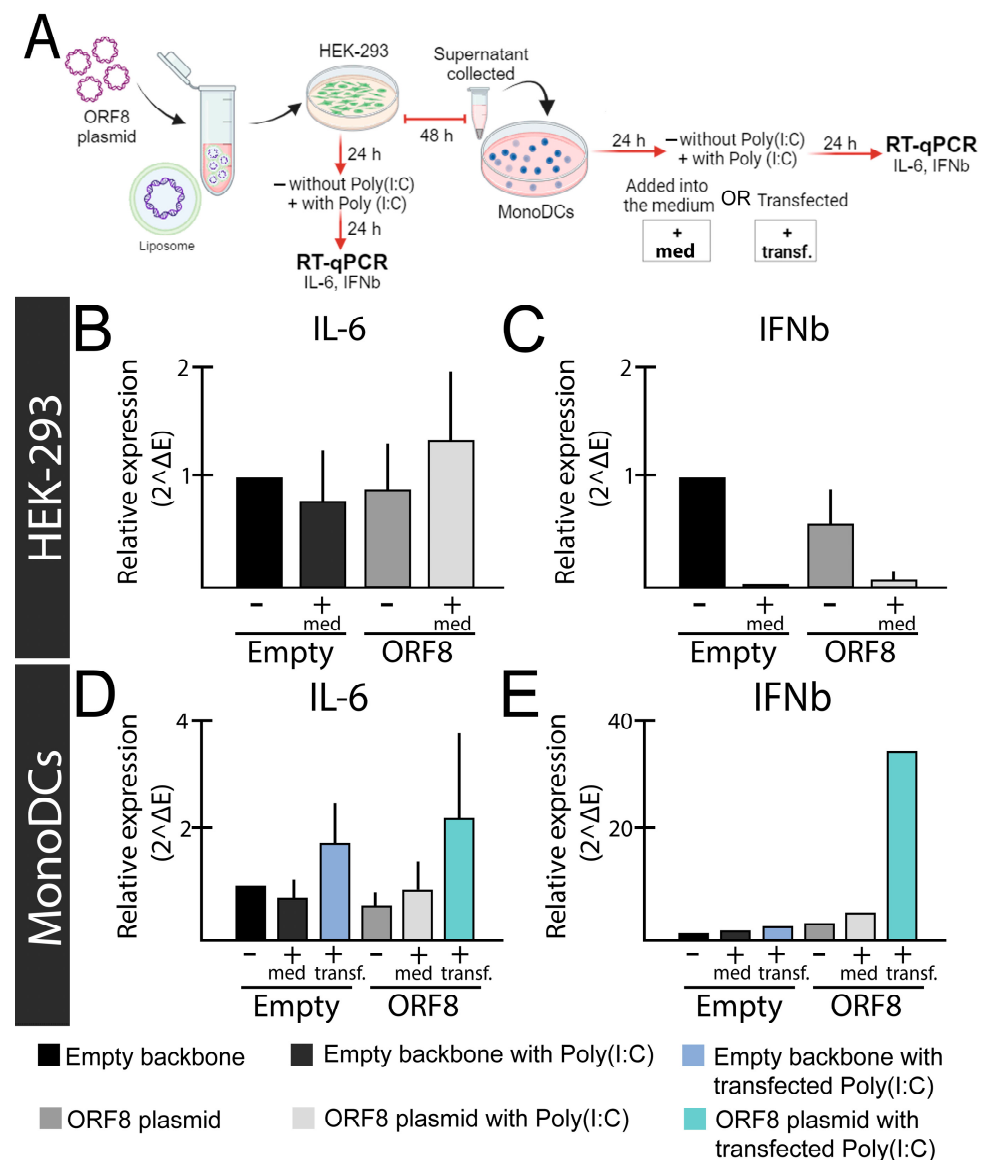 A
ORF8
plasmid
Liposome
HEK-293
24 h
− without Poly(I:C)
+ with Poly (I:C)
24 h
RT-qPCR
IL-6, IFNb
48 h
Supernatant
collected
MonoDCs
24 h
− without Poly(I:C)
+ with Poly (I:C)
24 h
RT-qPCR
IL-6, IFNb
Added into
the medium
OR
Transfected
+
med
+
transf.
HEK-293
B
IL-6
Relative expression
(2^ΔE)
2
1
- + - +
med med
Empty ORF8
C
IFNb
Relative expression
(2^ΔE)
2
1
- + - +
med med
Empty ORF8
MonoDCs
D
IL-6
Relative expression
(2^ΔE)
4
2
- + + - + +
med transf. med transf.
Empty ORF8
E
IFNb
Relative expression
(2^ΔE)
40
20
- + + - + +
med transf. med transf.
Empty ORF8
Empty backbone
Empty backbone with Poly(I:C)
Empty backbone with
transfected Poly(I:C)
ORF8 plasmid
ORF8 plasmid with Poly(I:C)
ORF8 plasmid with
transfected Poly(I:C)